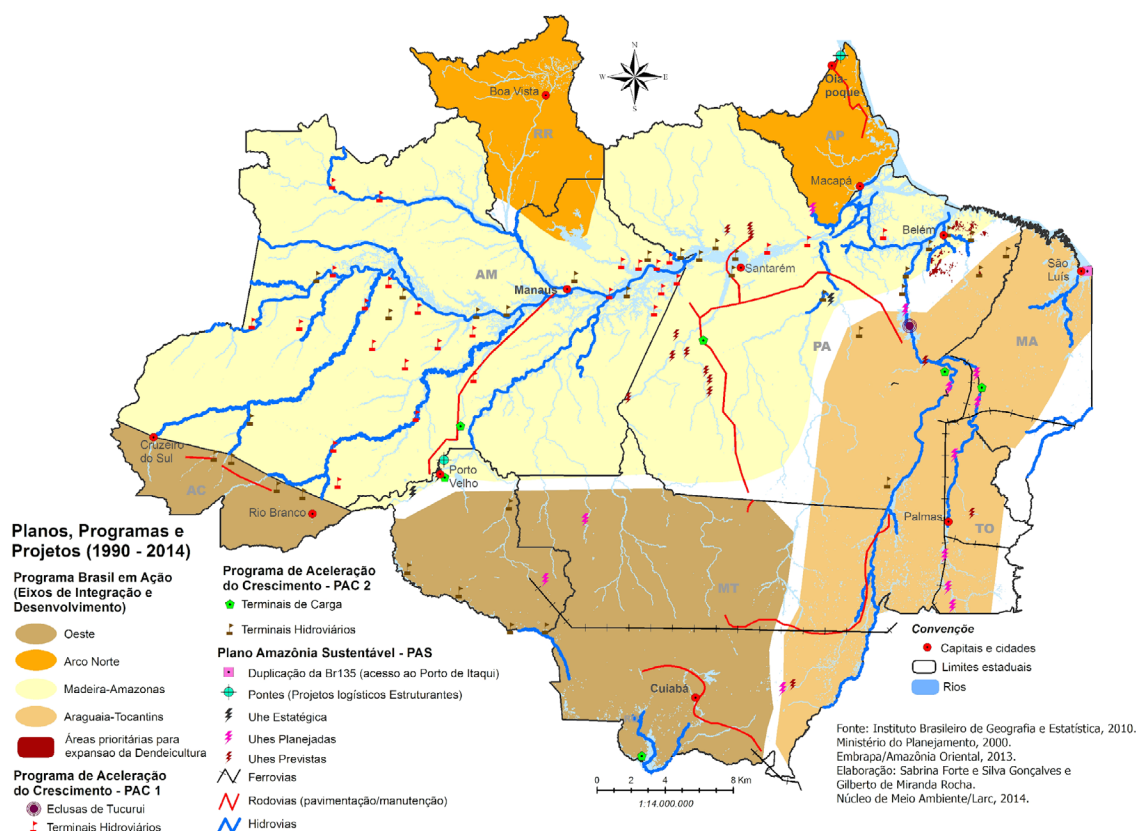 N
W
E
S
Boa Vista
RR
Oia-
poque
AP
Macapá
Belém
São
Luís
Santarém
AM
Manaus
PA
MA
Cruzeiro
do Sul
AC
Rio Branco
Porto
Velho
Palmas
TO
MT
Cuiabá
Planos, Programas e
Projetos (1990 - 2014)
Programa Brasil em Ação
(Eixos de Integração e
Desenvolvimento)
Oeste
Arco Norte
Madeira-Amazonas
Araguaia-Tocantins
Áreas prioritárias para
expansao da Dendeicultura
Programa de Aceleração
do Crescimento - PAC 1
Eclusas de Tucurui
Terminais Hidroviários
Programa de Aceleração
do Crescimento - PAC 2
Terminais de Carga
Terminais Hidroviários
Plano Amazônia Sustentável - PAS
Duplicação da Br135 (acesso ao Porto de Itaqui)
Pontes (Projetos logísticos Estruturantes)
Uhe Estatégica
Uhes Planejadas
Uhes Previstas
Ferrovias
Rodovias (pavimentação/manutenção)
Hidrovias
Convençõe
Capitais e cidades
Limites estaduais
Rios
0 2 4 6 8 Km
1:14.000.000
Fonte: Instituto Brasileiro de Geografia e Estatística, 2010.
Ministério do Planejamento, 2000.
Embrapa/Amazônia Oriental, 2013.
Elaboração: Sabrina Forte e Silva Gonçalves e
Gilberto de Miranda Rocha.
Núcleo de Meio Ambiente/Larc, 2014.